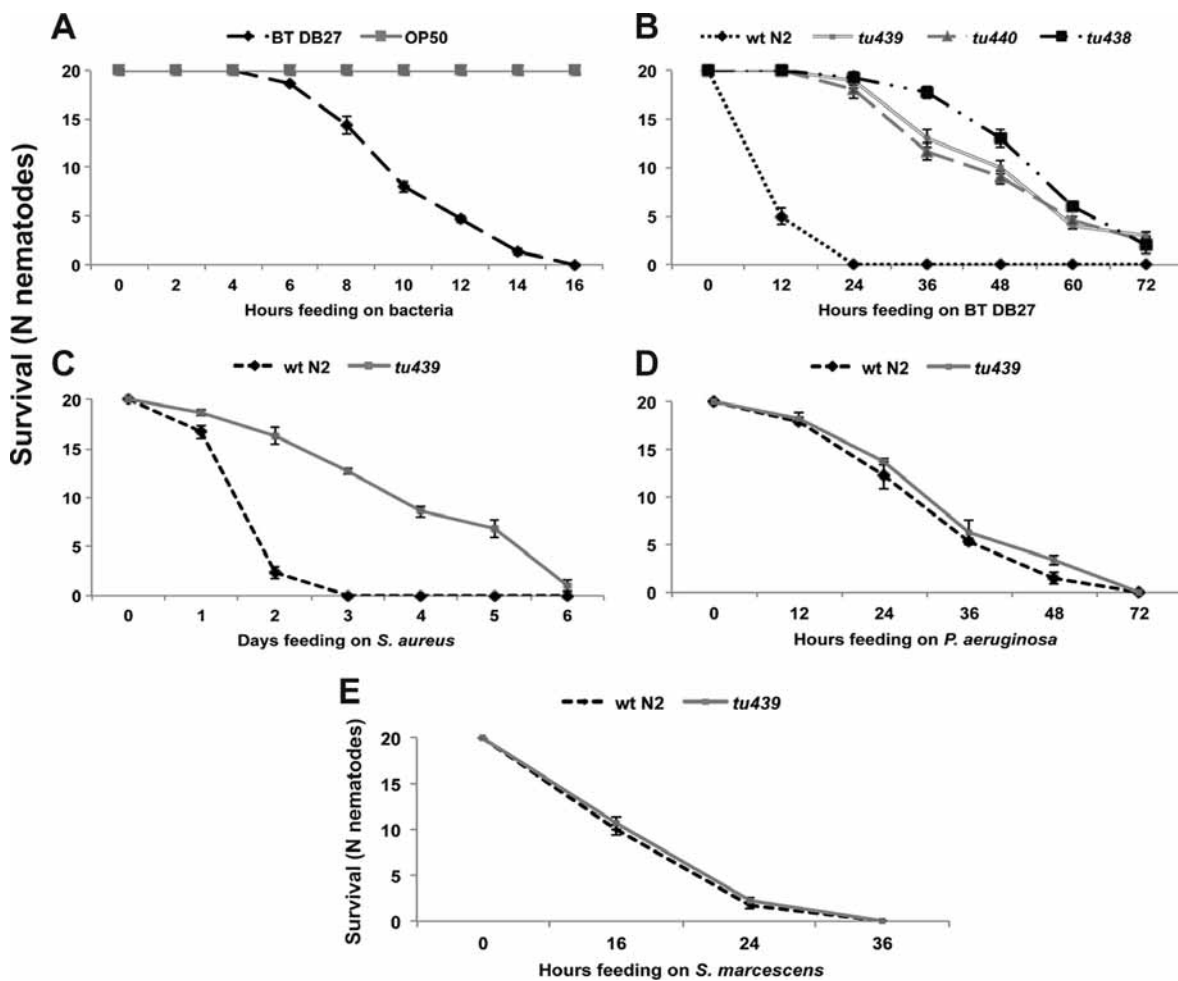 A
BT DB27 OP50
20
15
10
5
0
0 2 4 6 8 10 12 14 16
Hours feeding on bacteria
B
wt N2 tu439 tu440 tu438
20
15
10
5
0
0 12 24 36 48 60 72
Hours feeding on BT DB27
Survival (N nematodes)
C
wt N2 tu439
20
15
10
5
0
0 1 2 3 4 5 6
Days feeding on S. aureus
D
wt N2 tu439
20
15
10
5
0
0 12 24 36 48 72
Hours feeding on P. aeruginosa
E
wt N2 tu439
Survival (N nematodes)
20
15
10
5
0
0 16 24 36
Hours feeding on S. marcescens